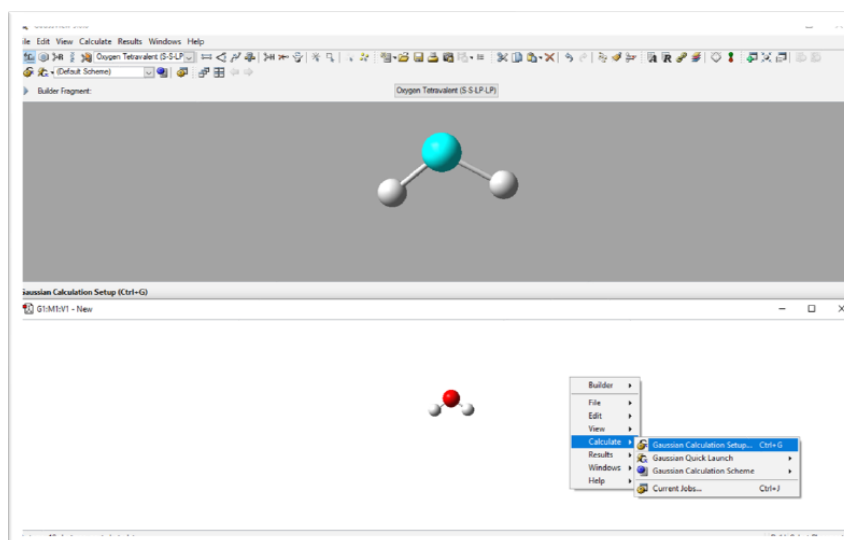 ile Edit View Calculate Results Windows Help
Oxygen Tetravalent (S-S-LP
(Default Scheme)
Builder Fragment:
Oxygen Tetravalent (S-S-LP-LP)
Gaussian Calculation Setup (Ctrl+G)
G1:M1:V1 - New
Builder
File
Edit
View
Calculate
Results
Windows
Help
Gaussian Calculation Setup... Ctrl+G
Gaussian Quick Launch
Gaussian Calculation Scheme
Current Jobs... Ctrl+J